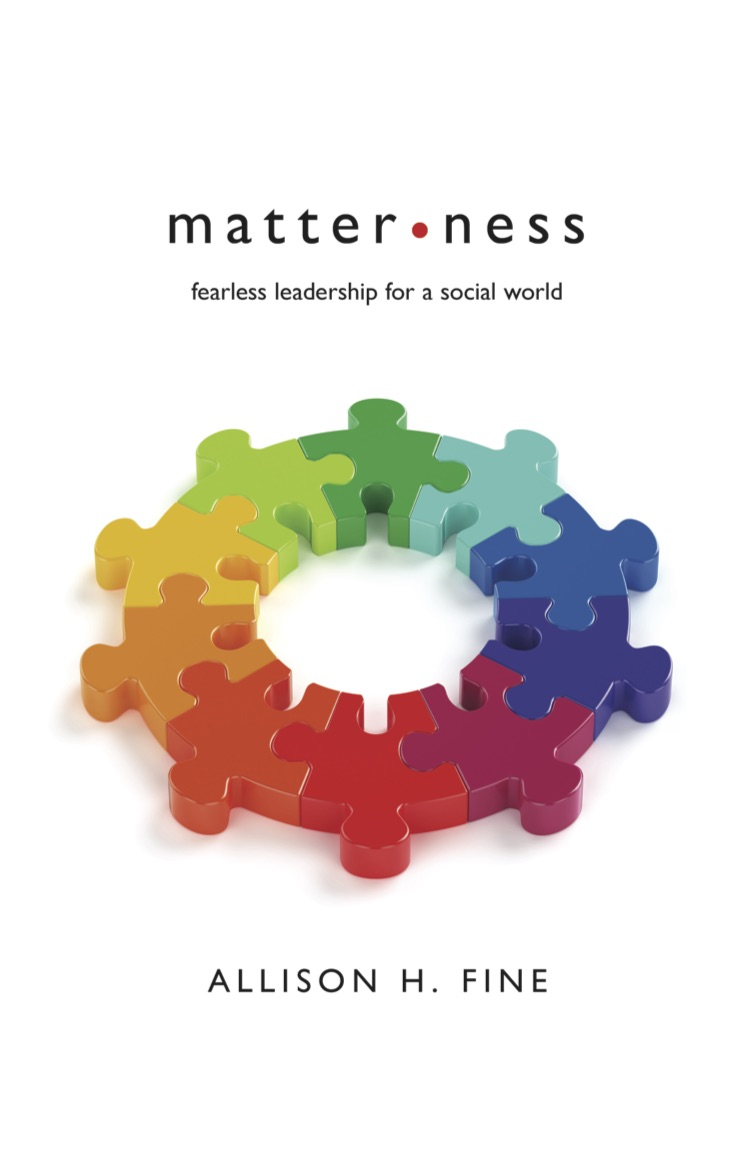 matter•ness
fearless leadership for a social world
ALLISON H. FINE